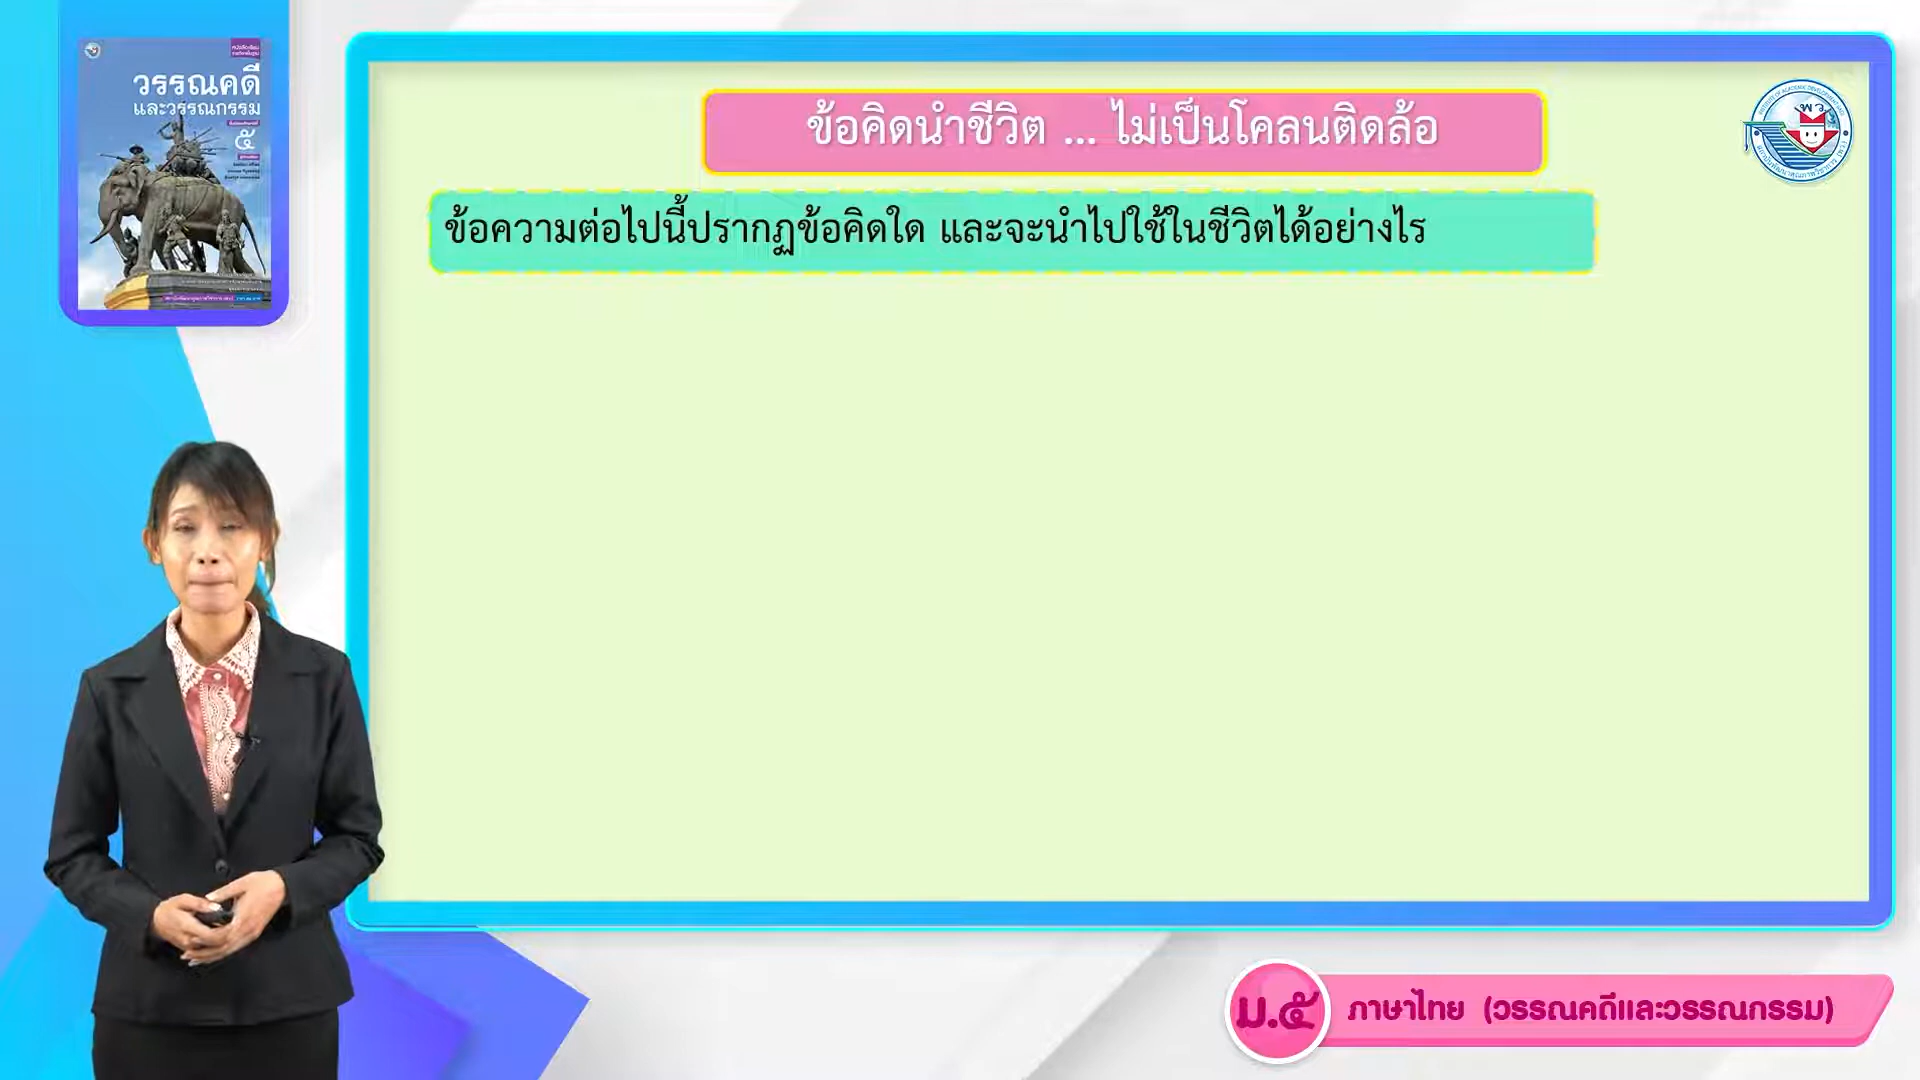 วรรณคดี
และวรรณกรรม
๕
ข้อคิดนำชีวิต ... ไม่เป็นโคลนติดล้อ
พว
ข้อความต่อไปนี้ปรากฏข้อคิดใด และจะนำไปใช้ในชีวิตได้อย่างไร
ม.๕ ภาษาไทย (วรรณคดีและวรรณกรรม)